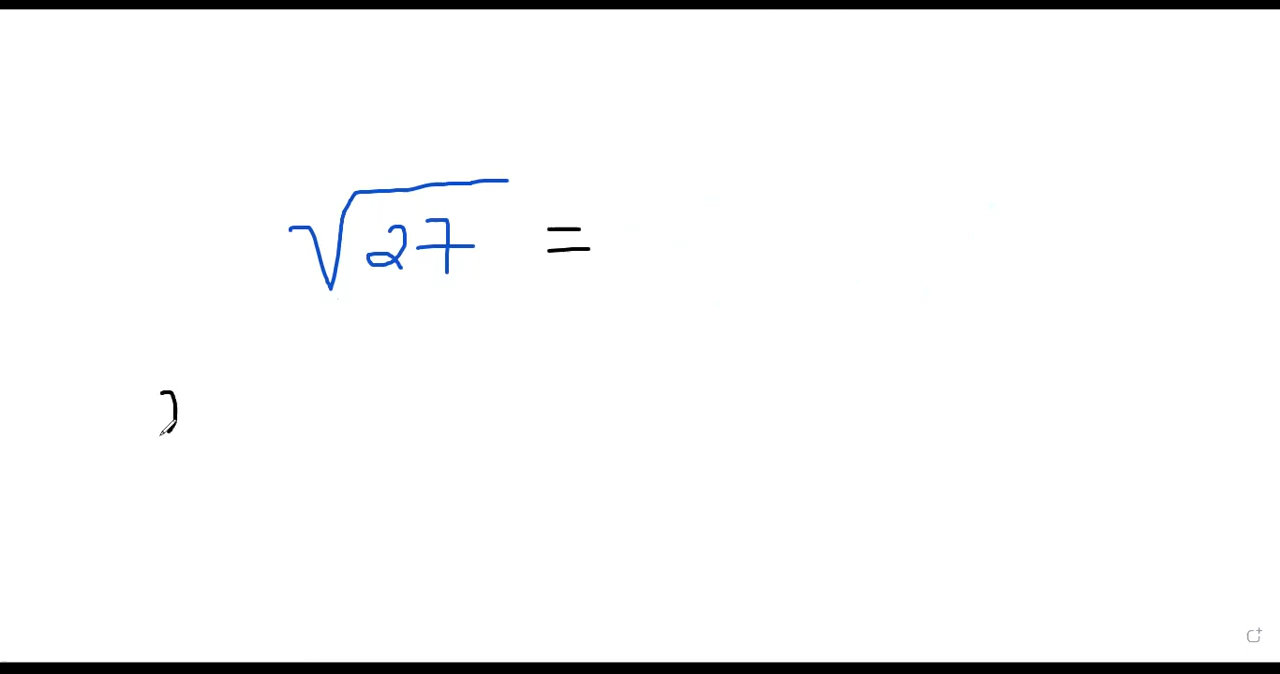 √27 =